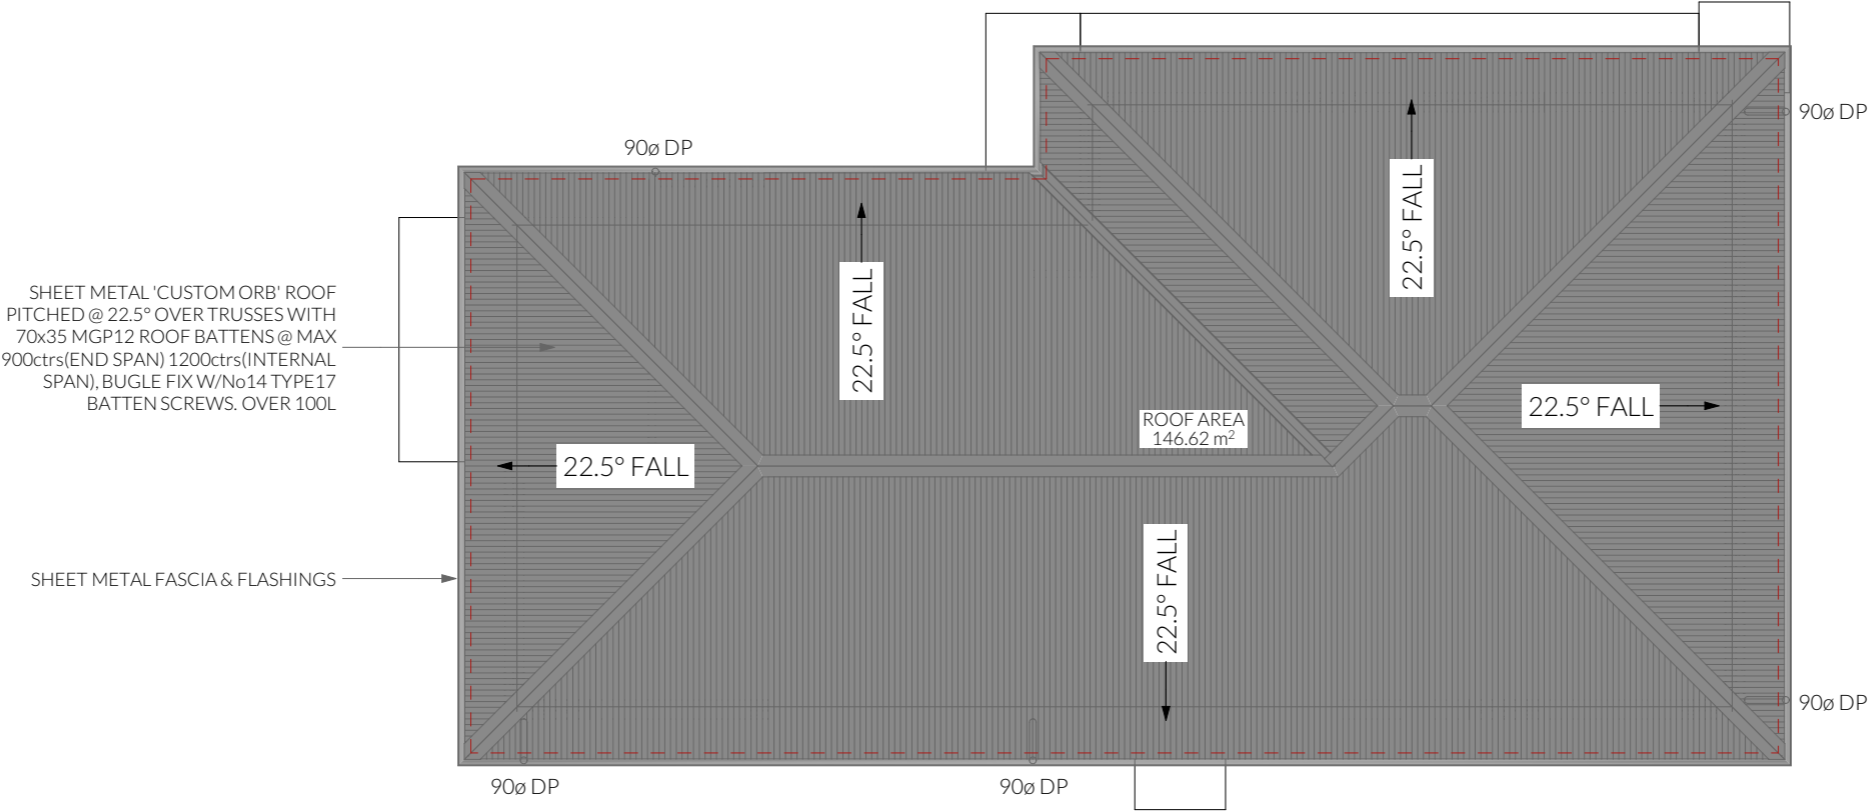 90ø DP
90ø DP
22.5° FALL
22.5° FALL
SHEET METAL 'CUSTOM ORB' ROOF
PITCHED @ 22.5° OVER TRUSSES WITH
70x35 MGP12 ROOF BATTENS @ MAX
900ctrs(END SPAN) 1200ctrs(INTERNAL
SPAN), BUGLE FIX W/No14 TYPE17
BATTEN SCREWS. OVER 100L
22.5° FALL
ROOF AREA
146.62 m²
22.5° FALL
SHEET METAL FASCIA & FLASHINGS
22.5° FALL
90ø DP
90ø DP
90ø DP